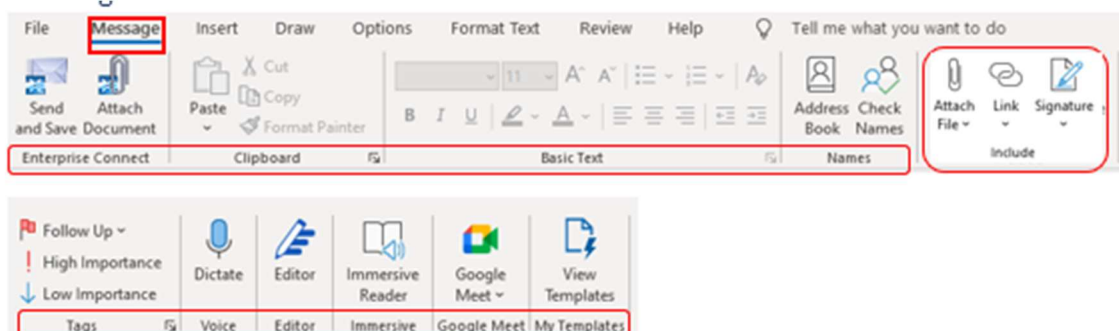 File Message Insert Draw Options Format Text Review Help Tell me what you want to do
Send and Save
Attach Document
Enterprise Connect
Paste
Cut
Copy
Format Painter
Clipboard
11 A A A
B I U A
Basic Text
Address Book
Check Names
Names
Attach File
Link
Signature
Include
Follow Up
High Importance
Low Importance
Tags
Dictate
Voice
Editor
Editor
Immersive Reader
Immersive
Google Meet
Google Meet
View Templates
My Templates